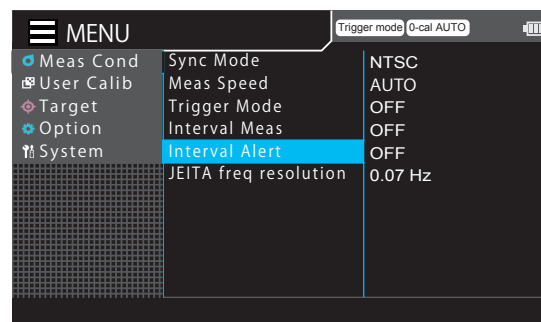 MENU
Trigger mode 0-cal AUTO
Meas Cond
User Calib
Target
Option
System
Sync Mode NTSC
Meas Speed AUTO
Trigger Mode OFF
Interval Meas OFF
Interval Alert OFF
JEITA freq resolution 0.07 Hz